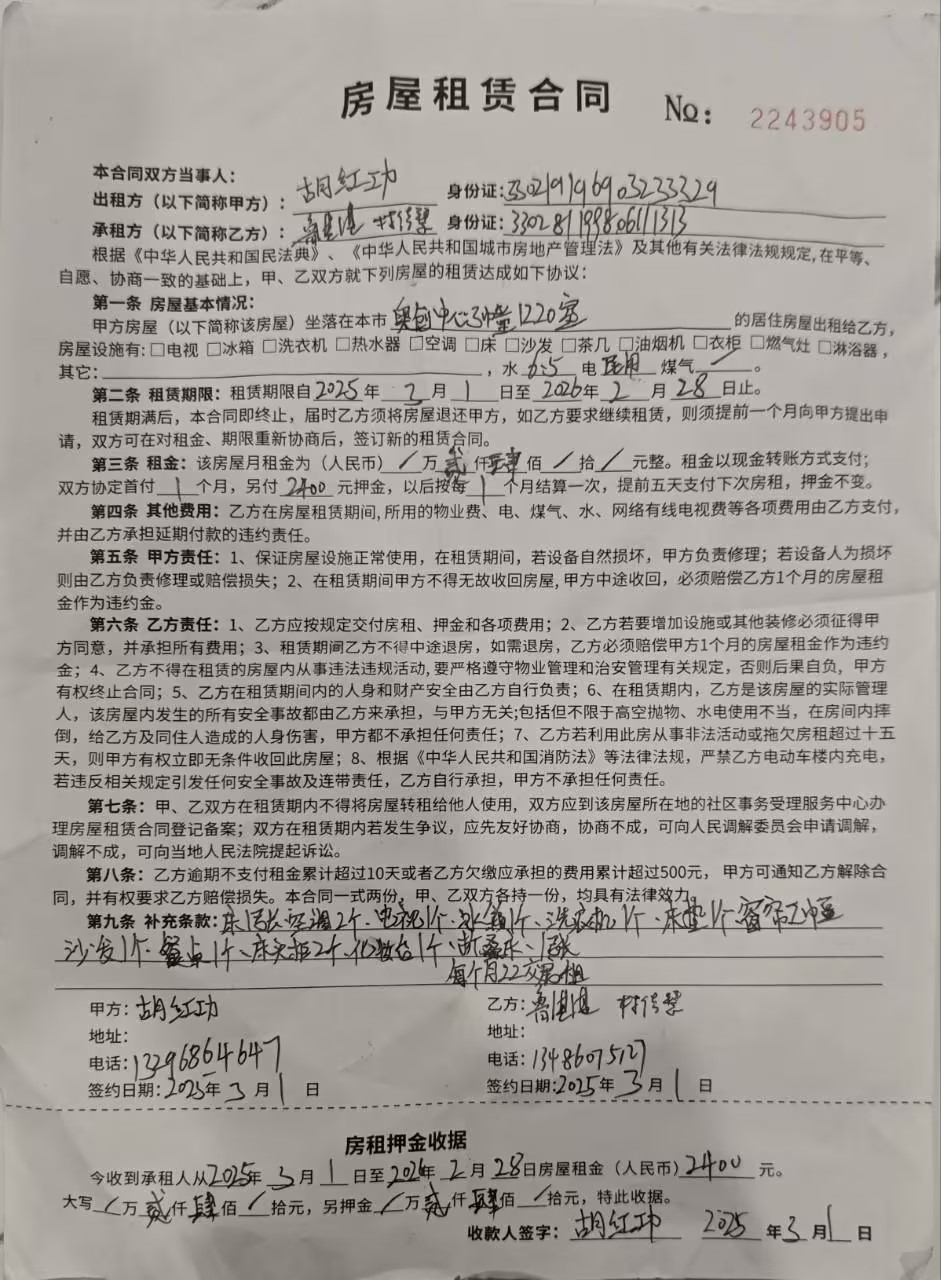 房屋租赁合同 No: 2243905
本合同双方当事人:
出租方(以下简称甲方): 胡红功 身份证:330219196903233329
承租方(以下简称乙方): 身份证:330281199806111313
根据《中华人民共和国民法典》、《中华人民共和国城市房地产管理法》及其他有关法律法规规定,在平等、
自愿、协商一致的基础上,甲、乙双方就下列房屋的租赁达成如下协议:
第一条 房屋基本情况:
甲方房屋(以下简称该房屋)坐落在本市 奥创中心3幢1220室 的居住房屋出租给乙方,
房屋设施有:□电视 □冰箱 □洗衣机 □热水器 □空调 □床 □沙发 □茶几 □油烟机 □衣柜 □燃气灶 □淋浴器,
其它: ,水 6.5 电 民用 煤气 / 。
第二条 租赁期限:租赁期限自2025年 3 月 1 日至2026年 2 月 28日止。
租赁期满后,本合同即终止,届时乙方须将房屋退还甲方,如乙方要求继续租赁,则须提前一个月向甲方提出申
请,双方可在对租金、期限重新协商后,签订新的租赁合同。
第三条 租金:该房屋月租金为(人民币) / 万 贰 仟 肆 佰 / 拾 / 元整。租金以现金转账方式支付;
双方协定首付 1 个月,另付 2400 元押金,以后按每 1 个月结算一次,提前五天支付下次房租,押金不变。
第四条 其他费用:乙方在房屋租赁期间,所用的物业费、电、煤气、水、网络有线电视费等各项费用由乙方支付,
并由乙方承担延期付款的违约责任。
第五条 甲方责任:1、保证房屋设施正常使用,在租赁期间,若设备自然损坏,甲方负责修理;若设备人为损坏
则由乙方负责修理或赔偿损失;2、在租赁期间甲方不得无故收回房屋,甲方中途收回,必须赔偿乙方1个月的房屋租
金作为违约金。
第六条 乙方责任:1、乙方应按规定交付房租、押金和各项费用;2、乙方若要增加设施或其他装修必须征得甲
方同意,并承担所有费用;3、租赁期间乙方不得中途退房,如需退房,乙方必须赔偿甲方1个月的房屋租金作为违约
金;4、乙方不得在租赁的房屋内从事违法违规活动,要严格遵守物业管理和治安管理有关规定,否则后果自负,甲方
有权终止合同;5、乙方在租赁期间内的人身和财产安全由乙方自行负责;6、在租赁期内,乙方是该房屋的实际管理
人,该房屋内发生的所有安全事故都由乙方来承担,与甲方无关;包括但不限于高空抛物、水电使用不当,在房间内摔
倒,给乙方及同住人造成的人身伤害,甲方都不承担任何责任;7、乙方若利用此房从事非法活动或拖欠房租超过十五
天,则甲方有权立即无条件收回此房屋;8、根据《中华人民共和国消防法》等法律法规,严禁乙方电动车楼内充电,
若违反相关规定引发任何安全事故及连带责任,乙方自行承担,甲方不承担任何责任。
第七条:甲、乙双方在租赁期内不得将房屋转租给他人使用,双方应到该房屋所在地的社区事务受理服务中心办
理房屋租赁合同登记备案;双方在租赁期内若发生争议,应先友好协商,协商不成,可向人民调解委员会申请调解,
调解不成,可向当地人民法院提起诉讼。
第八条:乙方逾期不支付租金累计超过10天或者乙方欠缴应承担的费用累计超过500元,甲方可通知乙方解除合
同,并有权要求乙方赔偿损失。本合同一式两份,甲、乙双方各持一份,均具有法律效力。
第九条 补充条款:床1张、空调2个、电视1个、冰箱1个、洗衣机1个、床垫1个、窗帘
沙发1个、餐桌1个、床头柜2个、化妆台1个、1张
每个月22交房租
甲方:胡红功 乙方:
地址: 地址:
电话:13296864647 电话:13486075127
签约日期:2025年 3 月 1 日 签约日期:2025年 3 月 1 日
房租押金收据
今收到承租人从2025年 3 月 1 日至2026年 2 月 28日房屋租金(人民币)2400 元。
大写 / 万 贰 仟 肆 佰 / 拾元,另押金 / 万 贰 仟 肆 佰 / 拾元,特此收据。
收款人签字: 胡红功 2025 年 3 月 1 日